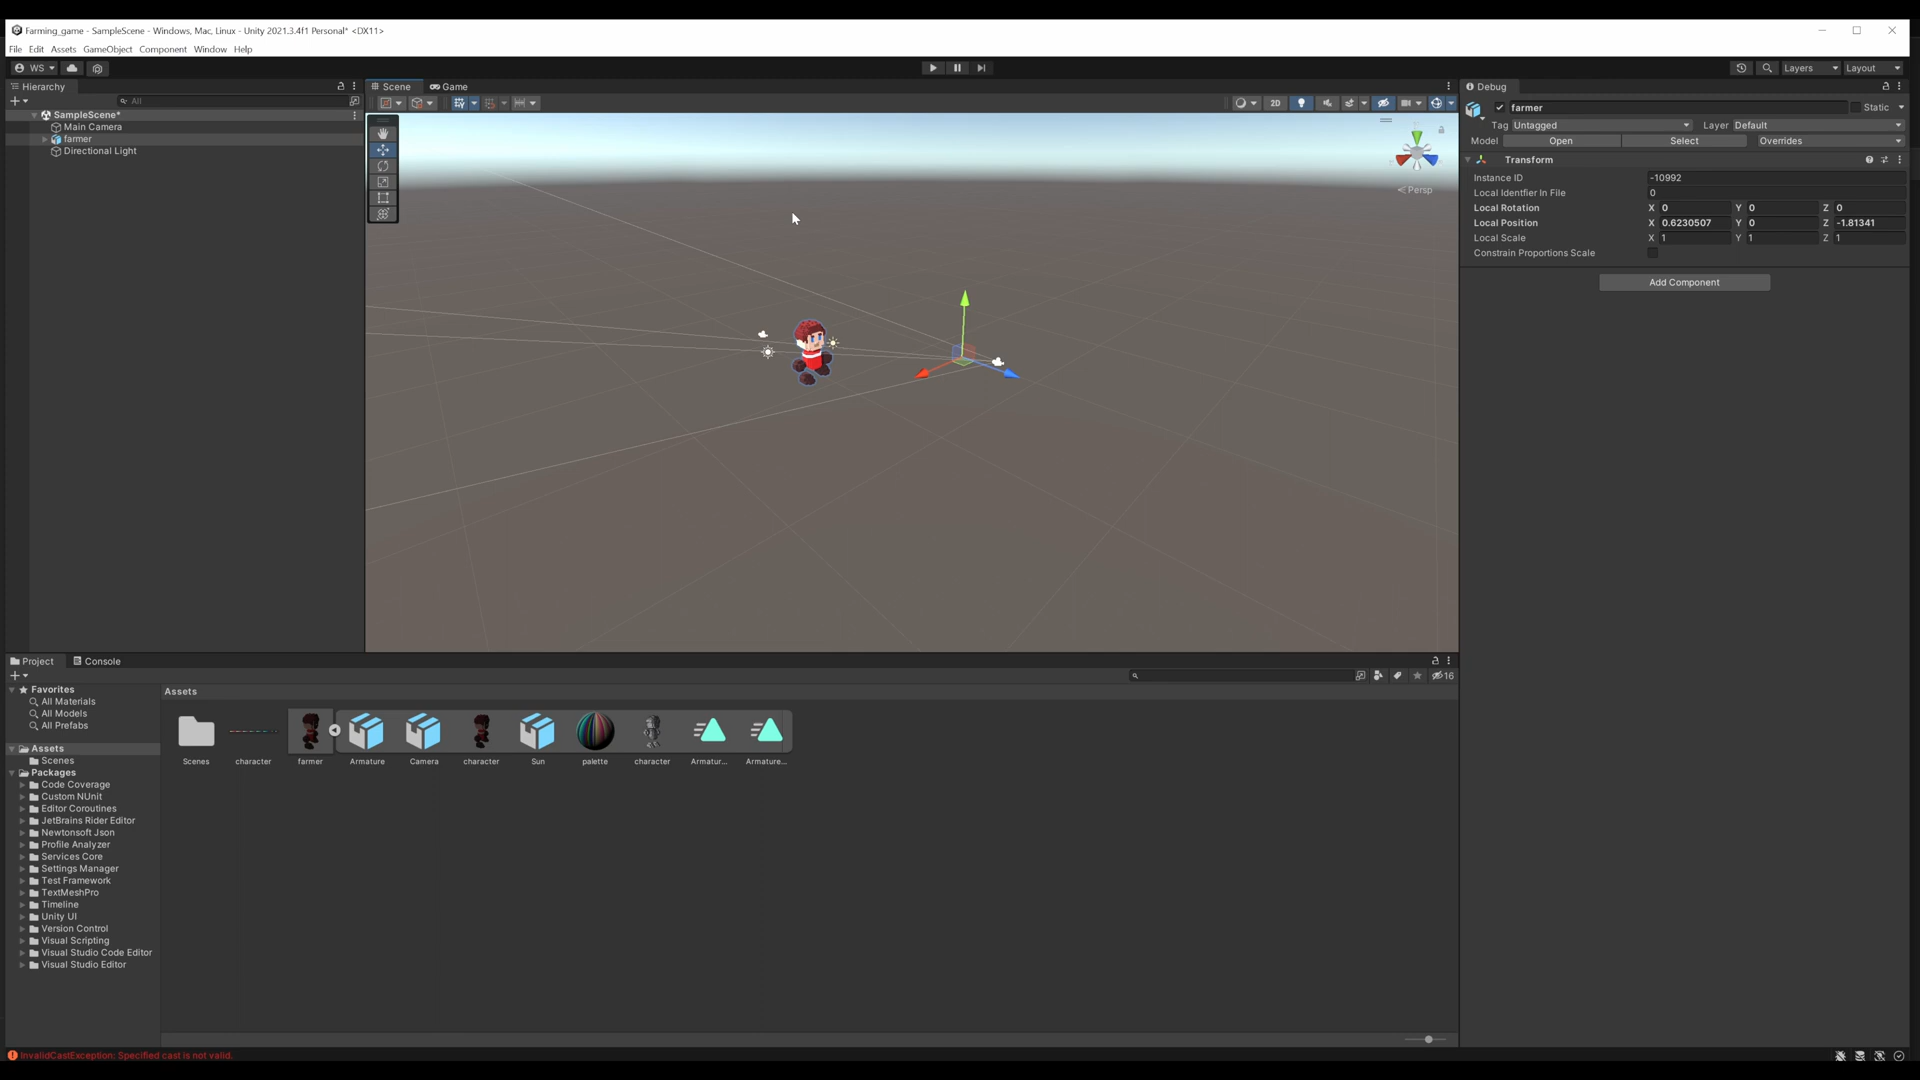 Farming_game - SampleScene - Windows, Mac, Linux - Unity 2021.3.4f1 Personal* <DX11>
File Edit Assets GameObject Component Window Help
WS
Layers Layout
Hierarchy
All
SampleScene*
Main Camera
farmer
Directional Light
Scene Game
2D
Persp
Debug
farmer Static
Tag Untagged Layer Default
Model Open Select Overrides
Transform
Instance ID -10992
Local Identfier In File 0
Local Rotation X 0 Y 0 Z 0
Local Position X 0.6230507 Y 0 Z -1.81341
Local Scale X 1 Y 1 Z 1
Constrain Proportions Scale
Add Component
Project Console
16
Favorites
All Materials
All Models
All Prefabs
Assets
Scenes
Packages
Code Coverage
Custom NUnit
Editor Coroutines
JetBrains Rider Editor
Newtonsoft Json
Profile Analyzer
Services Core
Settings Manager
Test Framework
TextMeshPro
Timeline
Unity UI
Version Control
Visual Scripting
Visual Studio Code Editor
Visual Studio Editor
Assets
Scenes character farmer Armature Camera character Sun palette character Armatur... Armature...
InvalidCastException: Specified cast is not valid.